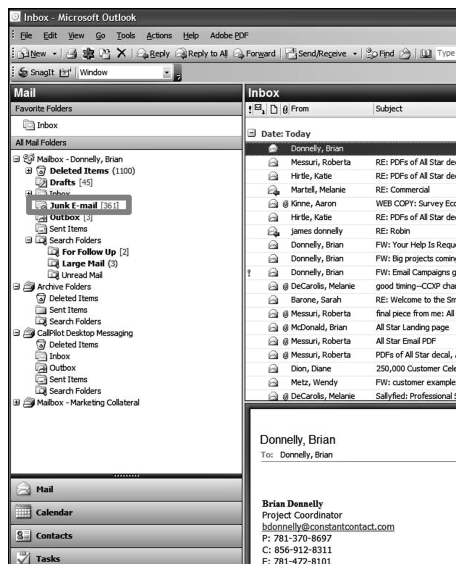 Inbox - Microsoft Outlook
File Edit View Go Tools Actions Help Adobe PDF
New Reply Reply to All Forward Send/Receive Find Type
SnagIt Window
Mail
Favorite Folders
Inbox
All Mail Folders
Mailbox - Donnelly, Brian
Deleted Items (1100)
Drafts [45]
Inbox
Junk E-mail [361]
Outbox [3]
Sent Items
Search Folders
For Follow Up [2]
Large Mail (3)
Unread Mail
Archive Folders
Deleted Items
Sent Items
Search Folders
CallPilot Desktop Messaging
Deleted Items
Inbox
Outbox
Sent Items
Search Folders
Mailbox - Marketing Collateral
Mail
Calendar
Contacts
Tasks
Inbox
! From Subject
Date: Today
Donnelly, Brian
Messuri, Roberta RE: PDFs of All Star dec
Hirtle, Katie RE: PDFs of All Star dec
Martell, Melanie RE: Commercial
Kinne, Aaron WEB COPY: Survey Eco
Hirtle, Katie RE: PDFs of All Star dec
james donnelly RE: Robin
Donnelly, Brian FW: Your Help Is Reque
Donnelly, Brian FW: Big projects coming
! Donnelly, Brian FW: Email Campaigns g
DeCarolis, Melanie good timing--CCXP char
Barone, Sarah RE: Welcome to the Sm
Messuri, Roberta final piece from me: All
McDonald, Brian All Star Landing page
Messuri, Roberta All Star Email PDF
Messuri, Roberta PDFs of All Star decal,
Dion, Diane 250,000 Customer Cele
Metz, Wendy FW: customer example
DeCarolis, Melanie Sallyfied: Professional S
Donnelly, Brian
To: Donnelly, Brian
Brian Donnelly
Project Coordinator
bdonnelly@constantcontact.com
P: 781-370-8697
C: 856-912-8311
F: 781-472-8101